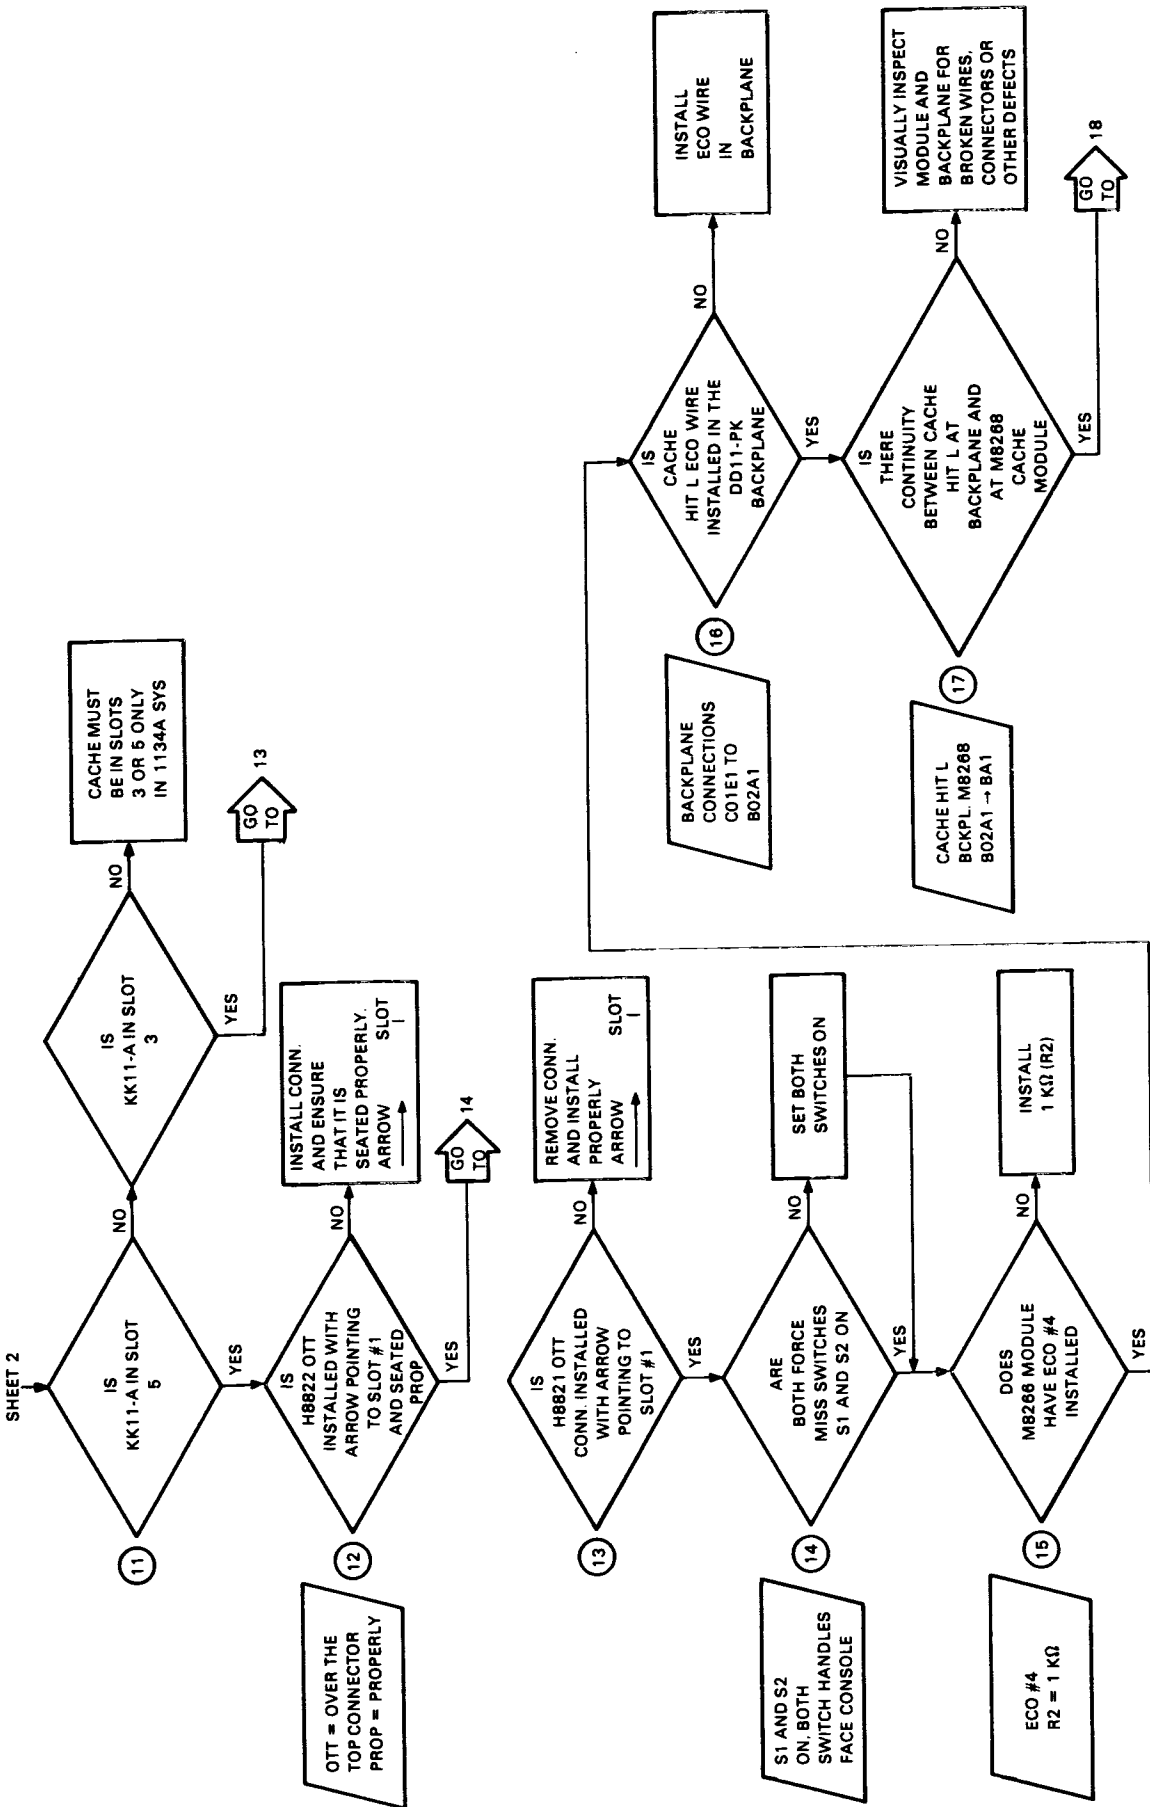 SHEET 2
11
IS
KK11-A IN SLOT
5
NO
YES
IS
KK11-A IN SLOT
3
NO
YES
CACHE MUST
BE IN SLOTS
3 OR 5 ONLY
IN 1134A SYS
GO
TO
13
OTT = OVER THE
TOP CONNECTOR
PROP = PROPERLY
12
IS
H8822 OTT
INSTALLED WITH
ARROW POINTING
TO SLOT #1
AND SEATED
PROP
NO
YES
INSTALL CONN.
AND ENSURE
THAT IT IS
SEATED PROPERLY.
ARROW SLOT
→ 1
GO
TO
14
13
IS
H8821 OTT
CONN. INSTALLED
WITH ARROW
POINTING TO
SLOT #1
NO
YES
REMOVE CONN.
AND INSTALL
PROPERLY
ARROW SLOT
→ 1
S1 AND S2
ON, BOTH
SWITCH HANDLES
FACE CONSOLE
14
ARE
BOTH FORCE
MISS SWITCHES
S1 AND S2 ON
NO
YES
SET BOTH
SWITCHES ON
ECO #4
R2 = 1 KΩ
15
DOES
M8266 MODULE
HAVE ECO #4
INSTALLED
NO
YES
INSTALL
1 KΩ (R2)
BACKPLANE
CONNECTIONS
C01E1 TO
B02A1
16
IS
CACHE
HIT L ECO WIRE
INSTALLED IN THE
DD11-PK
BACKPLANE
NO
YES
INSTALL
ECO WIRE
IN
BACKPLANE
CACHE HIT L
BCKPL. M8268
B02A1 → BA1
17
IS
THERE
CONTINUITY
BETWEEN CACHE
HIT L AT
BACKPLANE AND
AT M8268
CACHE
MODULE
NO
YES
VISUALLY INSPECT
MODULE AND
BACKPLANE FOR
BROKEN WIRES,
CONNECTORS OR
OTHER DEFECTS
GO
TO
18